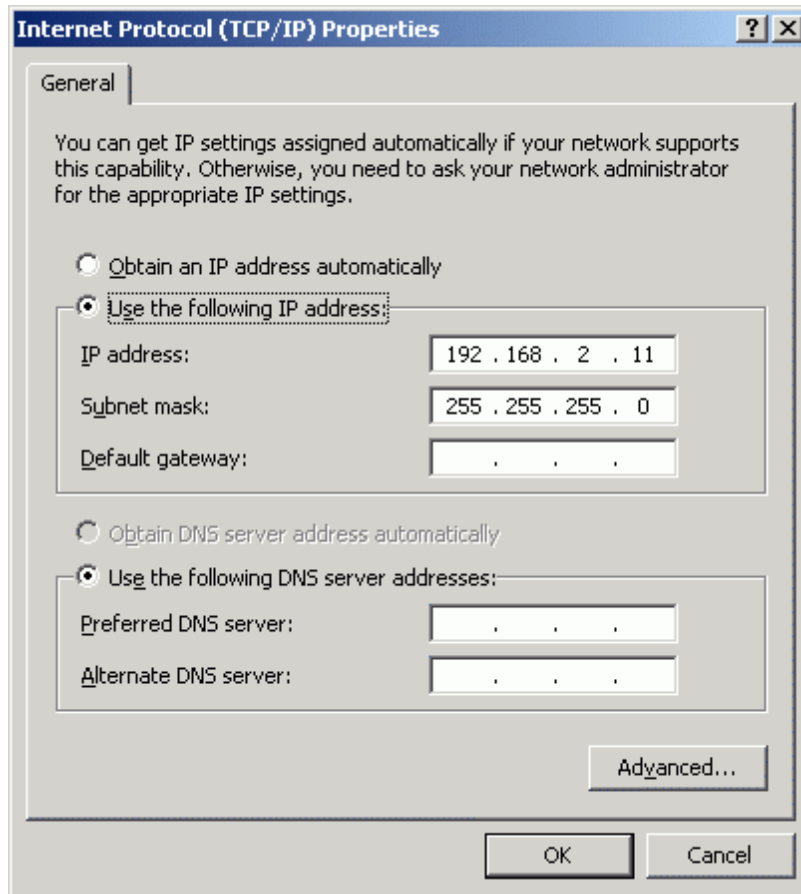 Internet Protocol (TCP/IP) Properties
General
You can get IP settings assigned automatically if your network supports
this capability. Otherwise, you need to ask your network administrator
for the appropriate IP settings.
Obtain an IP address automatically
Use the following IP address:
IP address: 192 . 168 . 2 . 11
Subnet mask: 255 . 255 . 255 . 0
Default gateway: . . .
Obtain DNS server address automatically
Use the following DNS server addresses:
Preferred DNS server: . . .
Alternate DNS server: . . .
Advanced...
OK Cancel